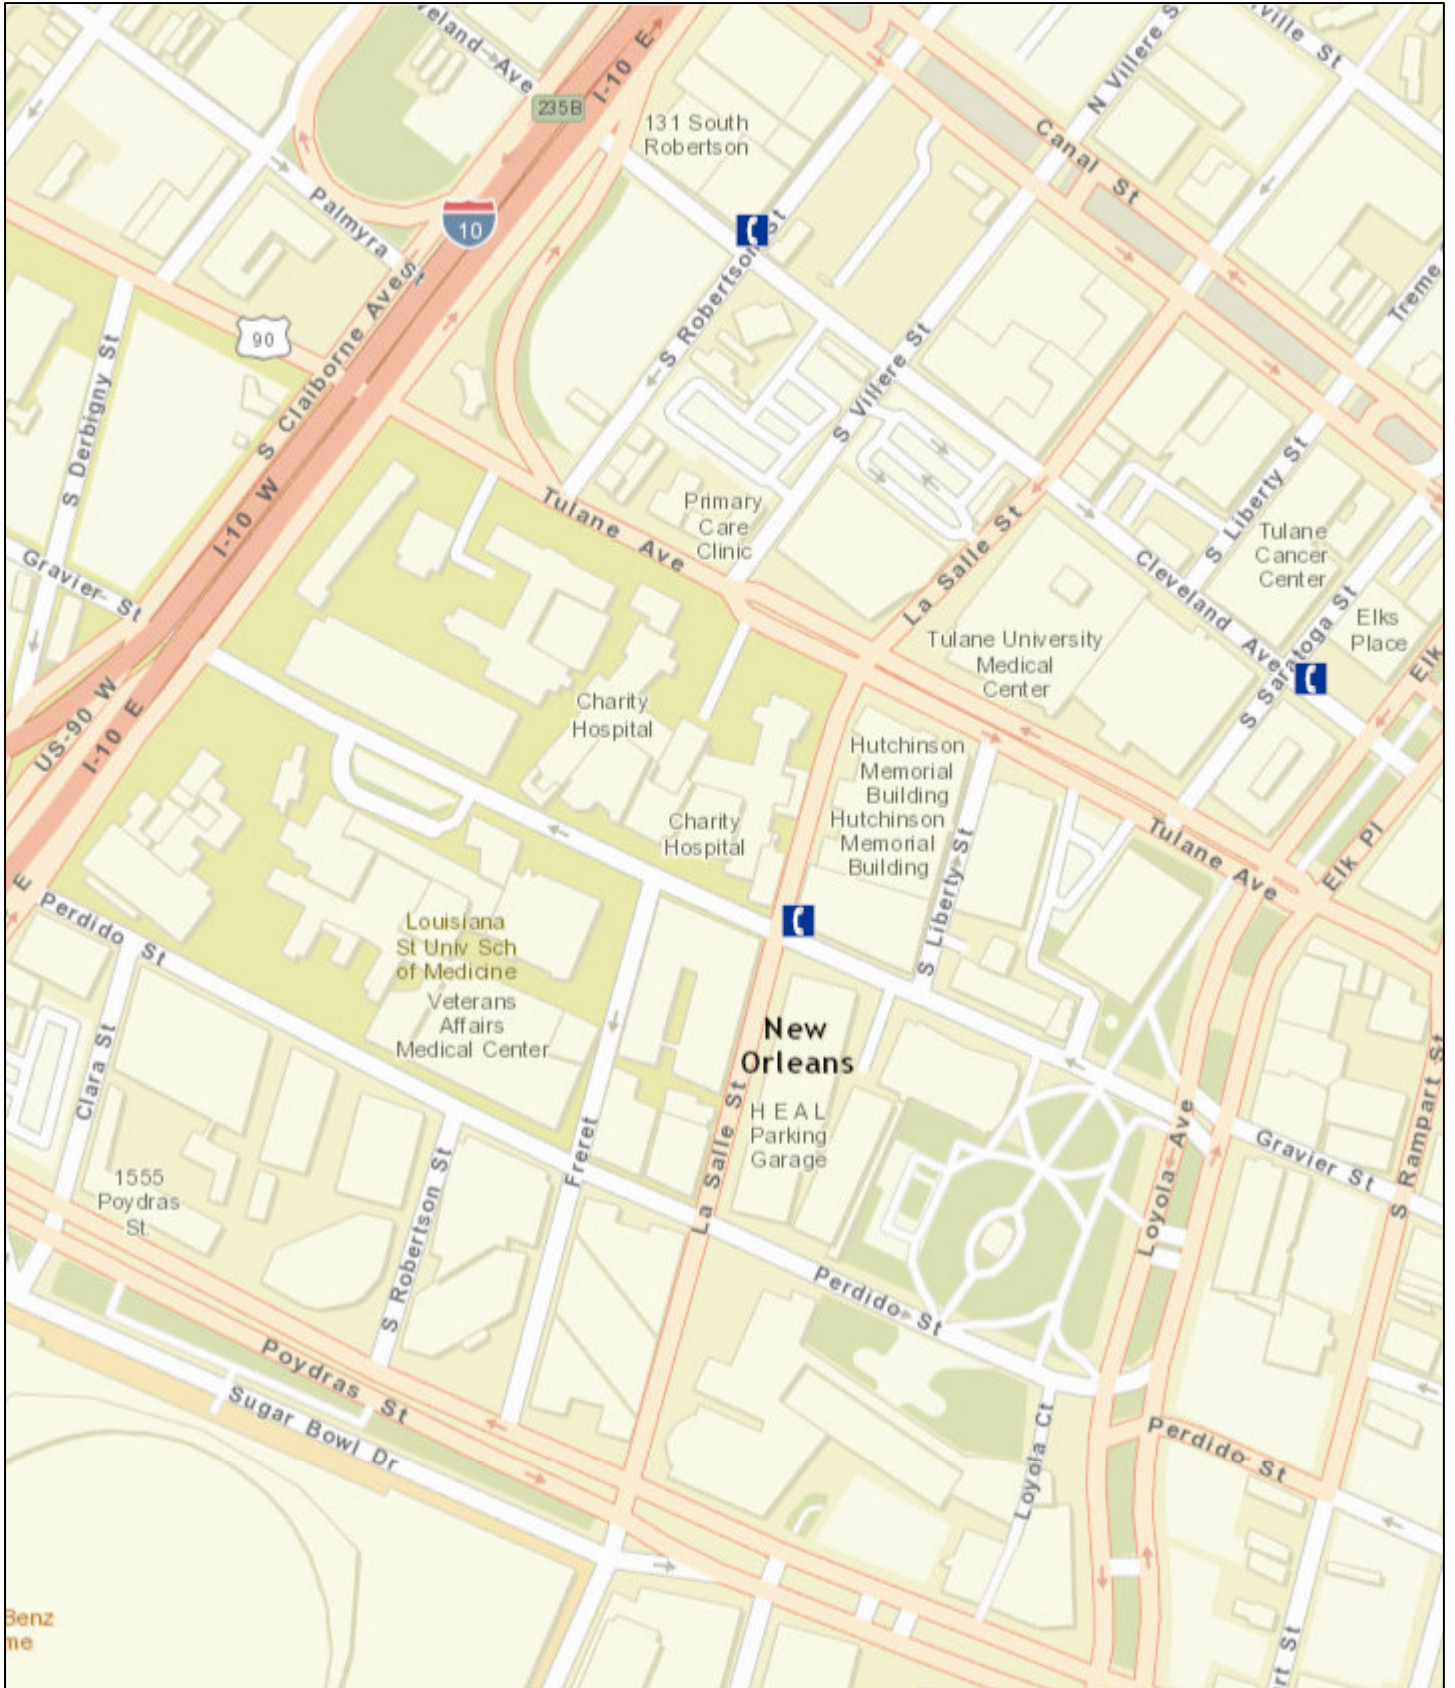 eland Ave
I-10 E
235B
N Villere S
ville St
131 South
Robertson
Canal St
Palmyra St
10
S Robertson St
Treme
90
S Claiborne Ave
S Derbigny St
S Villere St
I-10 W
Tulane Ave
Primary
Care
Clinic
La Salle St
S Liberty St
Tulane
Cancer
Center
Cleveland Ave
Gravier St
Elks
Place
S Saratoga St
Elk
Tulane University
Medical
Center
US-90 W
I-10 E
Charity
Hospital
Hutchinson
Memorial
Building
Hutchinson
Memorial
Building
Charity
Hospital
S Liberty St
Tulane Ave
Elk Pl
E
Perdido St
Louisiana
St Univ Sch
of Medicine
Veterans
Affairs
Medical Center
New
Orleans
Clara St
La Salle St
H E A L
Parking
Garage
Freret
Loyola Ave
Gravier St
S Rampart St
1555
Poydras
St.
S Robertson St
Perdido St
Poydras St
Sugar Bowl Dr
Loyola Ct
Perdido St
Benz
me
rt St